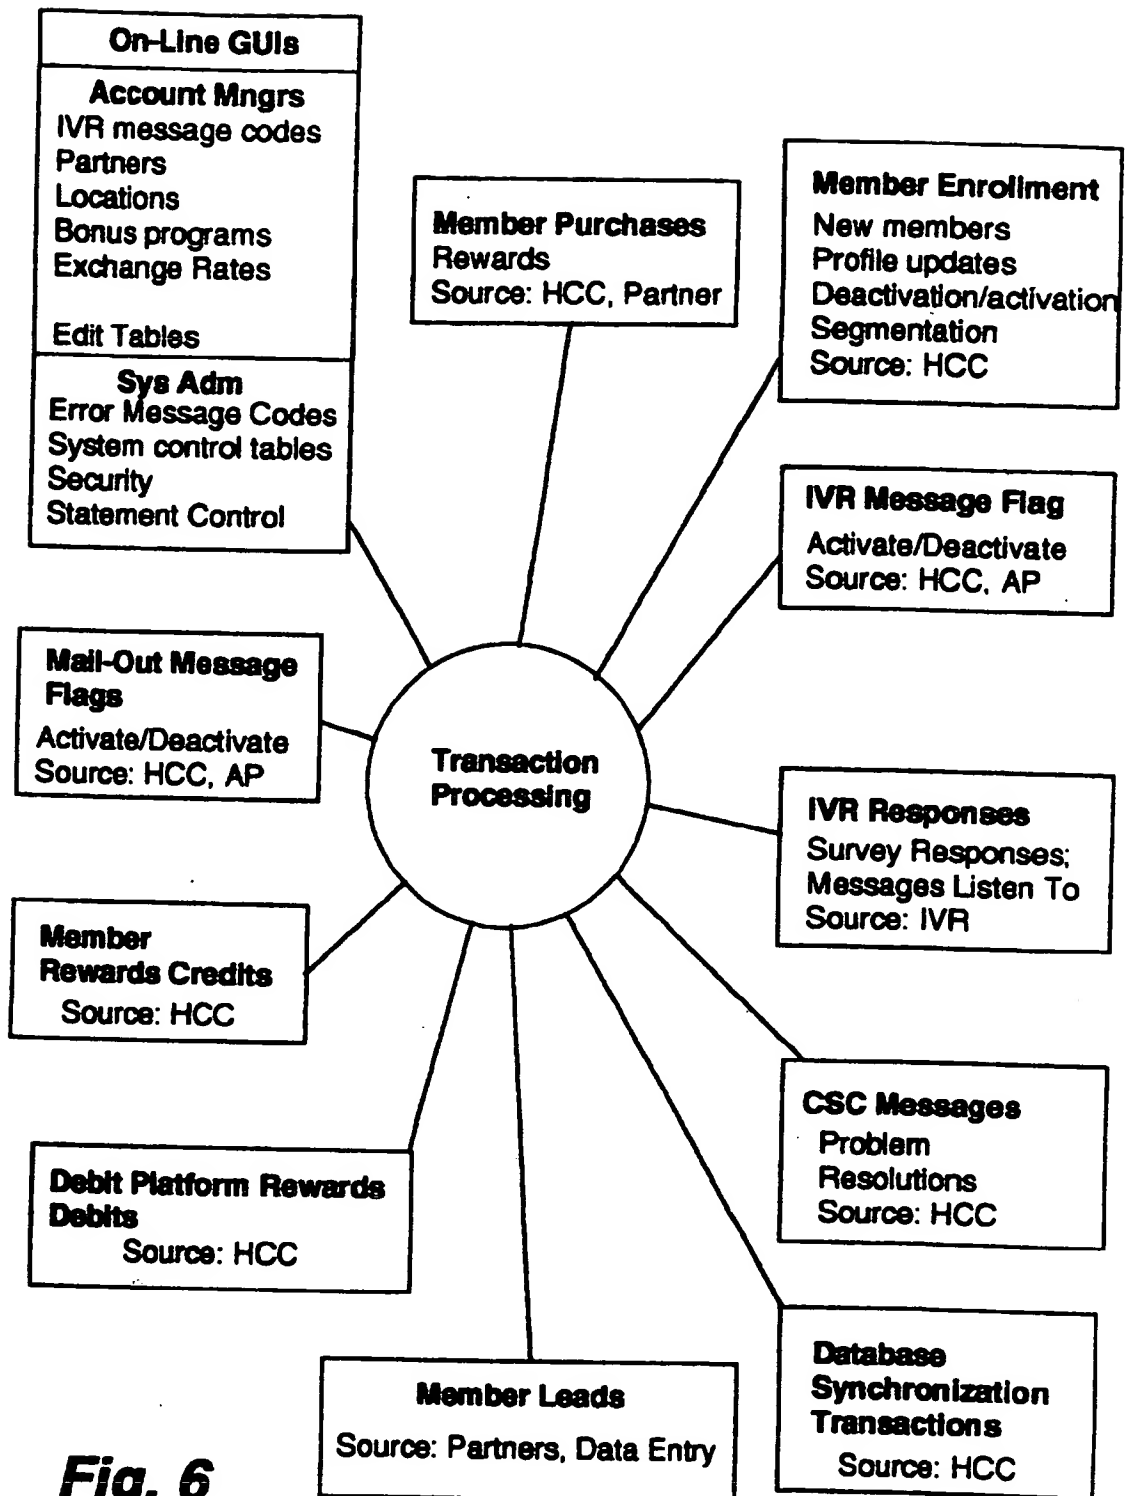 On-Line GUIs
Account Mngrs
IVR message codes
Partners
Locations
Bonus programs
Exchange Rates
Edit Tables
Sys Adm
Error Message Codes
System control tables
Security
Statement Control
Member Purchases
Rewards
Source: HCC, Partner
Member Enrollment
New members
Profile updates
Deactivation/activation
Segmentation
Source: HCC
IVR Message Flag
Activate/Deactivate
Source: HCC, AP
Mail-Out Message
Flags
Activate/Deactivate
Source: HCC, AP
Transaction
Processing
IVR Responses
Survey Responses;
Messages Listen To
Source: IVR
Member
Rewards Credits
Source: HCC
CSC Messages
Problem
Resolutions
Source: HCC
Debit Platform Rewards
Debits
Source: HCC
Member Leads
Source: Partners, Data Entry
Database
Synchronization
Transactions
Source: HCC
Fig. 6